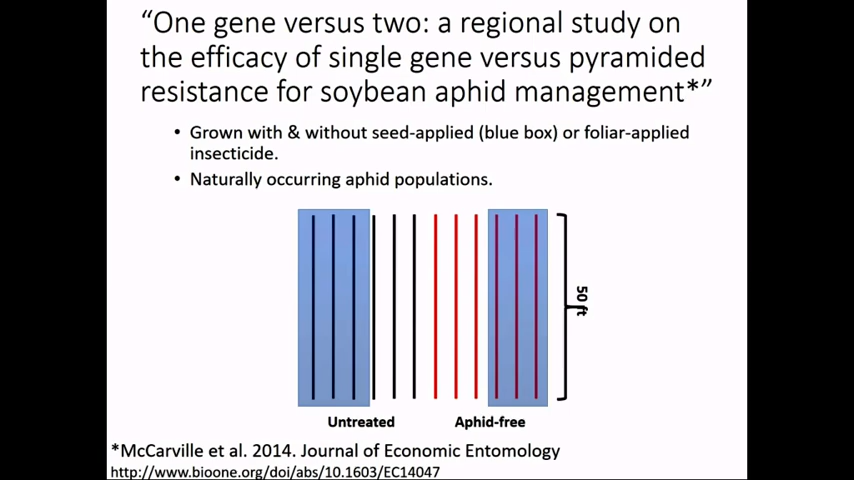 “One gene versus two: a regional study on
the efficacy of single gene versus pyramided
resistance for soybean aphid management*”
• Grown with & without seed-applied (blue box) or foliar-applied
insecticide.
• Naturally occurring aphid populations.
50 ft
Untreated
Aphid-free
*McCarville et al. 2014. Journal of Economic Entomology
http://www.bioone.org/doi/abs/10.1603/EC14047